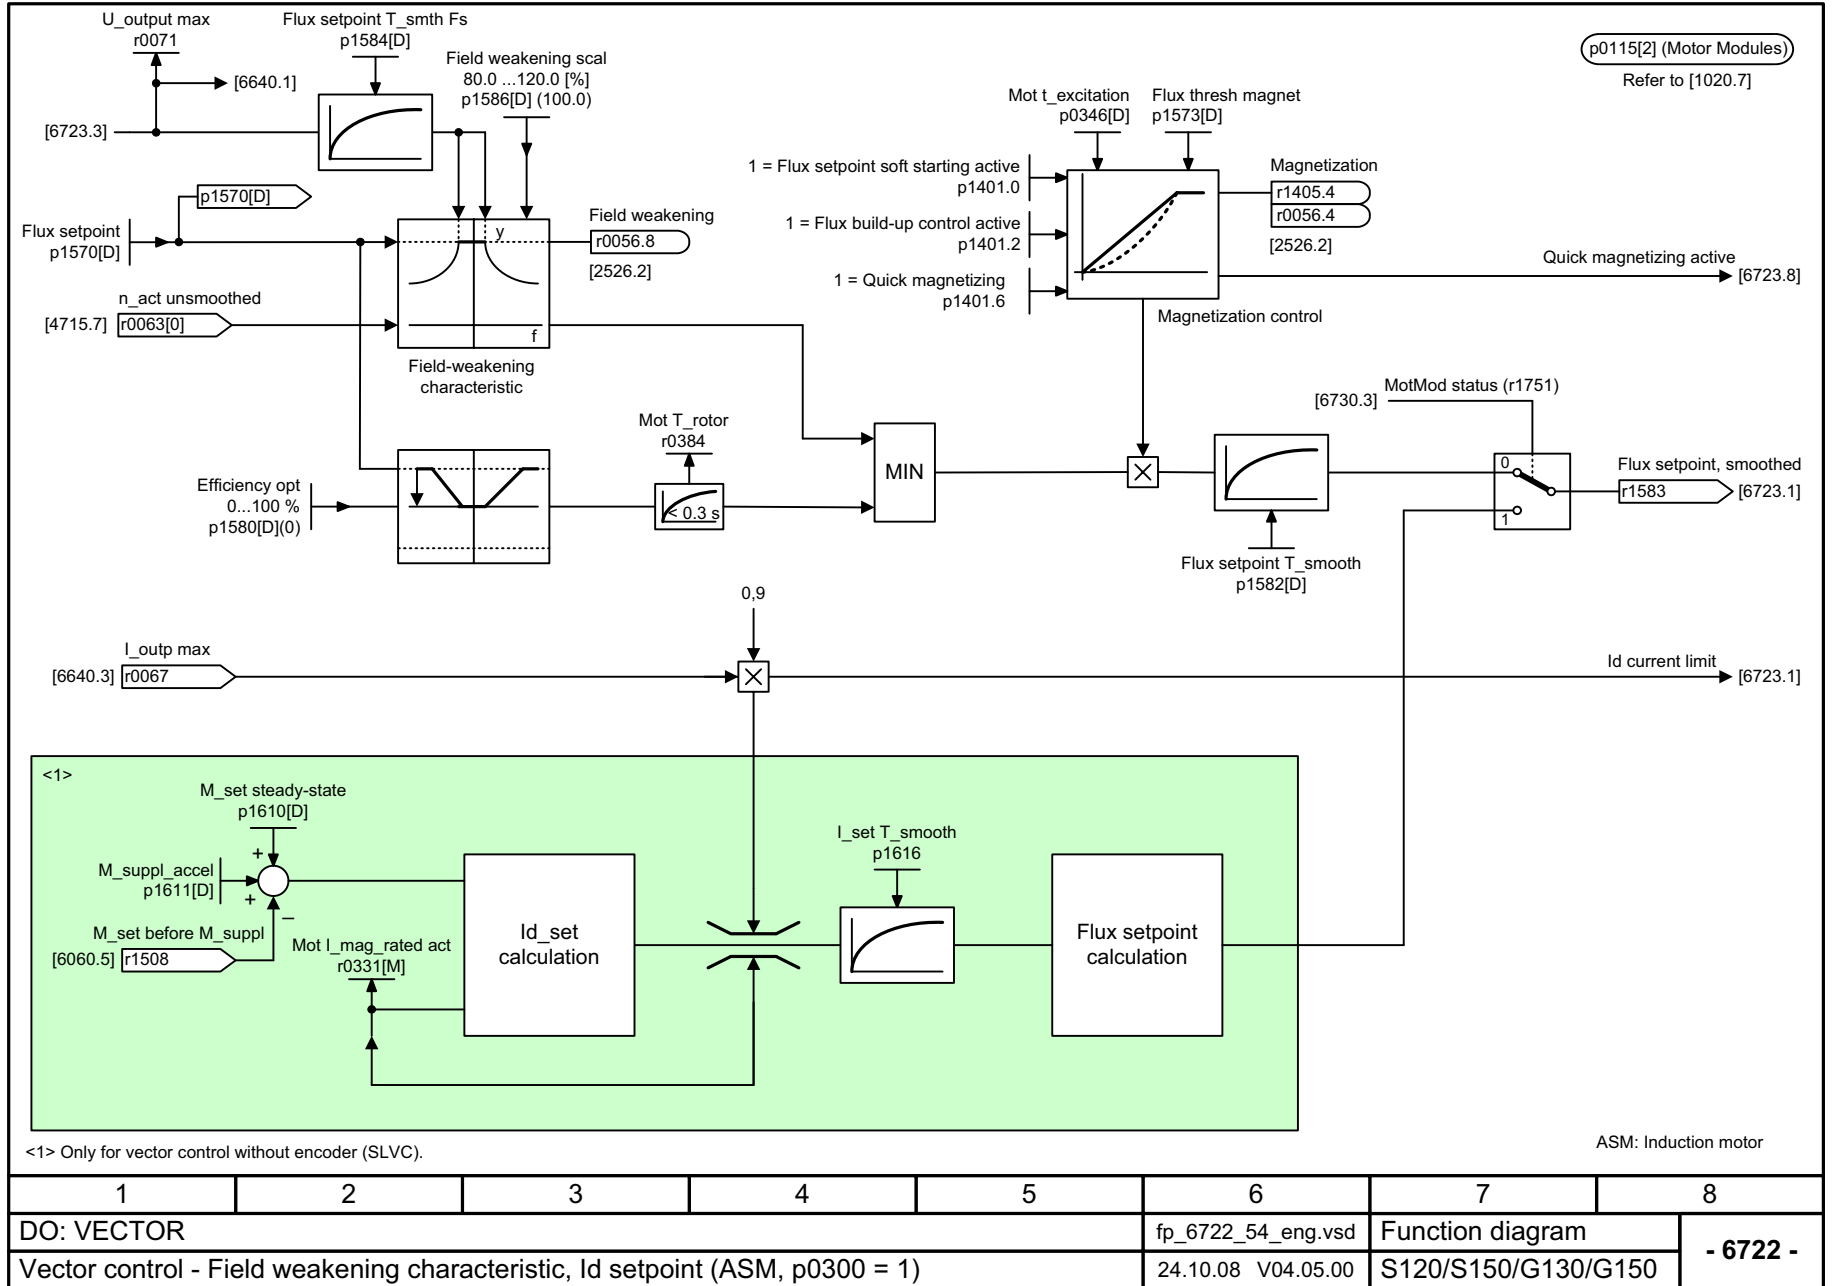 U_output max
r0071
[6640.1]
[6723.3]
Flux setpoint T_smth Fs
p1584[D]
Field weakening scal
80.0 ...120.0 [%]
p1586[D] (100.0)
p0115[2] (Motor Modules)
Refer to [1020.7]
p1570[D]
Flux setpoint
p1570[D]
n_act unsmoothed
[4715.7]
r0063[0]
y
f
Field-weakening
characteristic
Field weakening
r0056.8
[2526.2]
Mot t_excitation
p0346[D]
Flux thresh magnet
p1573[D]
1 = Flux setpoint soft starting active
p1401.0
1 = Flux build-up control active
p1401.2
1 = Quick magnetizing
p1401.6
Magnetization
r1405.4
r0056.4
[2526.2]
Quick magnetizing active
[6723.8]
Magnetization control
Efficiency opt
0...100 %
p1580[D](0)
Mot T_rotor
r0384
< 0.3 s
MIN
MotMod status (r1751)
[6730.3]
0
1
Flux setpoint, smoothed
r1583
[6723.1]
Flux setpoint T_smooth
p1582[D]
0,9
I_outp max
[6640.3]
r0067
Id current limit
[6723.1]
<1>
M_set steady-state
p1610[D]
+
M_suppl_accel
p1611[D]
+
–
M_set before M_suppl
[6060.5]
r1508
Mot I_mag_rated act
r0331[M]
Id_set
calculation
I_set T_smooth
p1616
Flux setpoint
calculation
<1> Only for vector control without encoder (SLVC).
ASM: Induction motor
1 2 3 4 5 6 7 8
DO: VECTOR
fp_6722_54_eng.vsd
Function diagram
- 6722 -
Vector control - Field weakening characteristic, Id setpoint (ASM, p0300 = 1)
24.10.08 V04.05.00
S120/S150/G130/G150